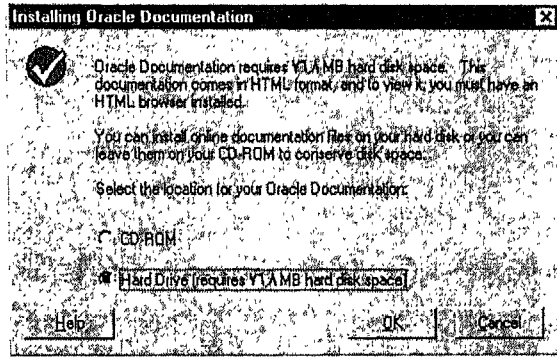 Installing Oracle Documentation
Oracle Documentation requires MB hard disk space. This
documentation comes in HTML format, and to view it, you must have an
HTML browser installed.
You can install online documentation files on your hard disk or you can
leave them on your CD-ROM to conserve disk space.
Select the location for your Oracle Documentation:
CD-ROM
Hard Drive (requires MB hard disk space)
Help
OK
Cancel